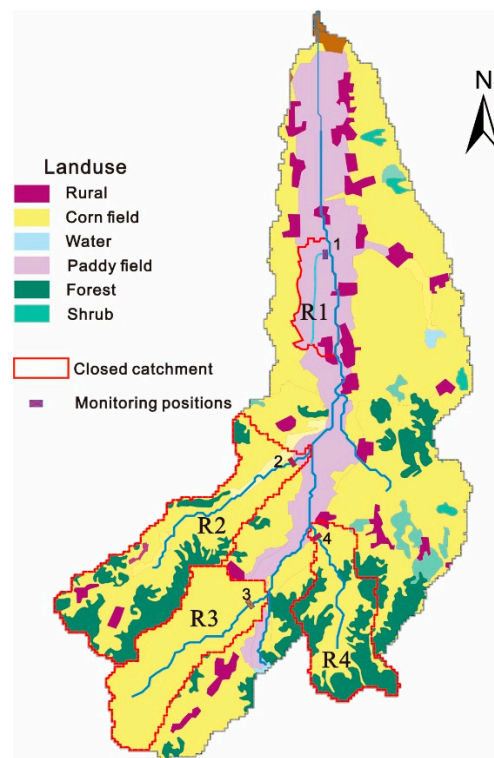 N
Landuse
Rural
Corn field
Water
Paddy field
Forest
Shrub
Closed catchment
Monitoring positions
1
R1
2
R2
4
3
R3
R4